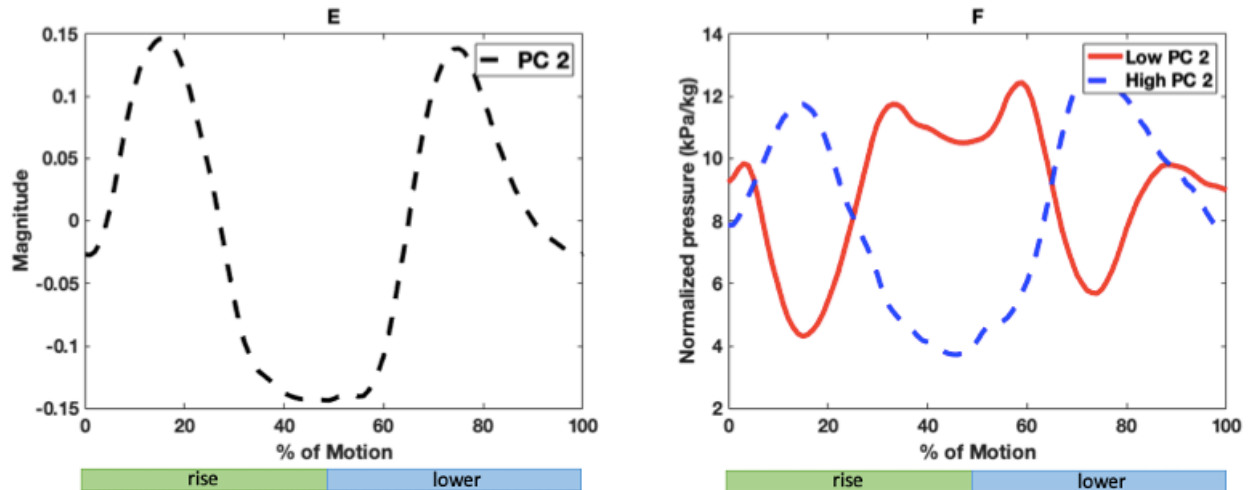 E
0.15
0.1
0.05
0
-0.05
-0.1
-0.15
Magnitude
PC 2
0 20 40 60 80 100
% of Motion
rise lower
F
14
12
10
8
6
4
2
Normalized pressure (kPa/kg)
Low PC 2
High PC 2
0 20 40 60 80 100
% of Motion
rise lower